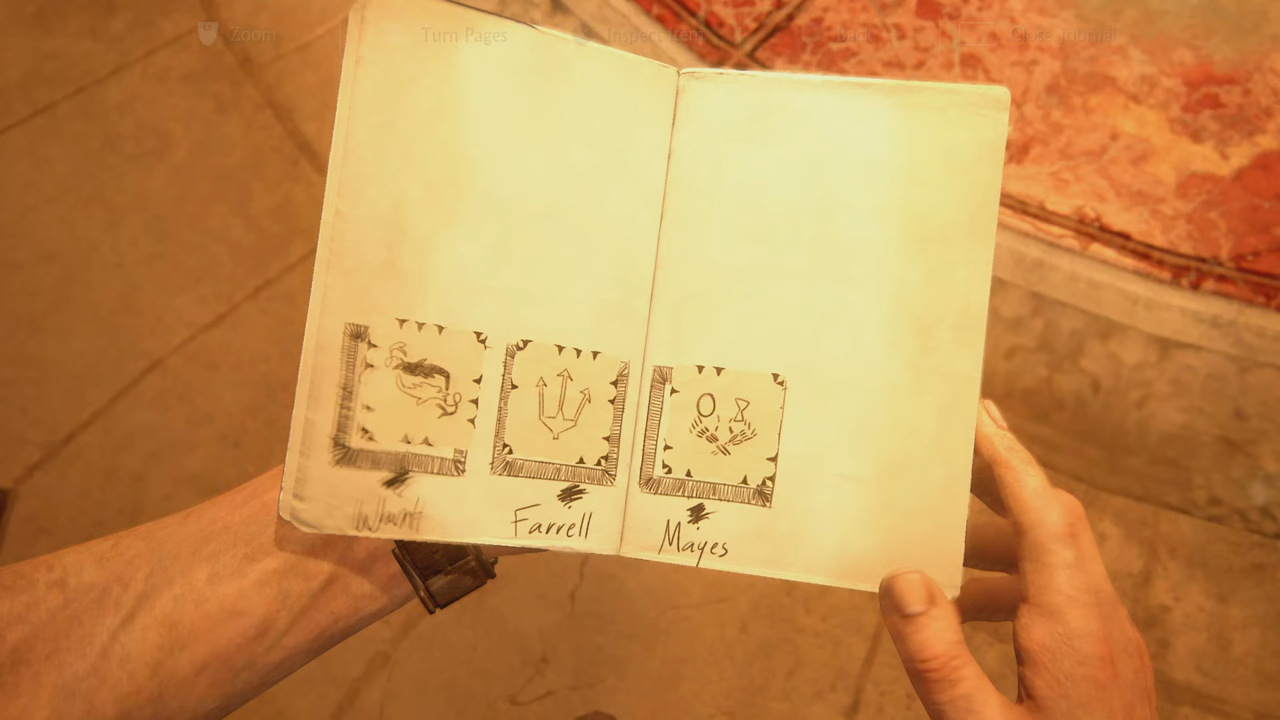 Zoom
Turn Pages
Inspect Item
Back
Close Journal
Farrell
Mayes